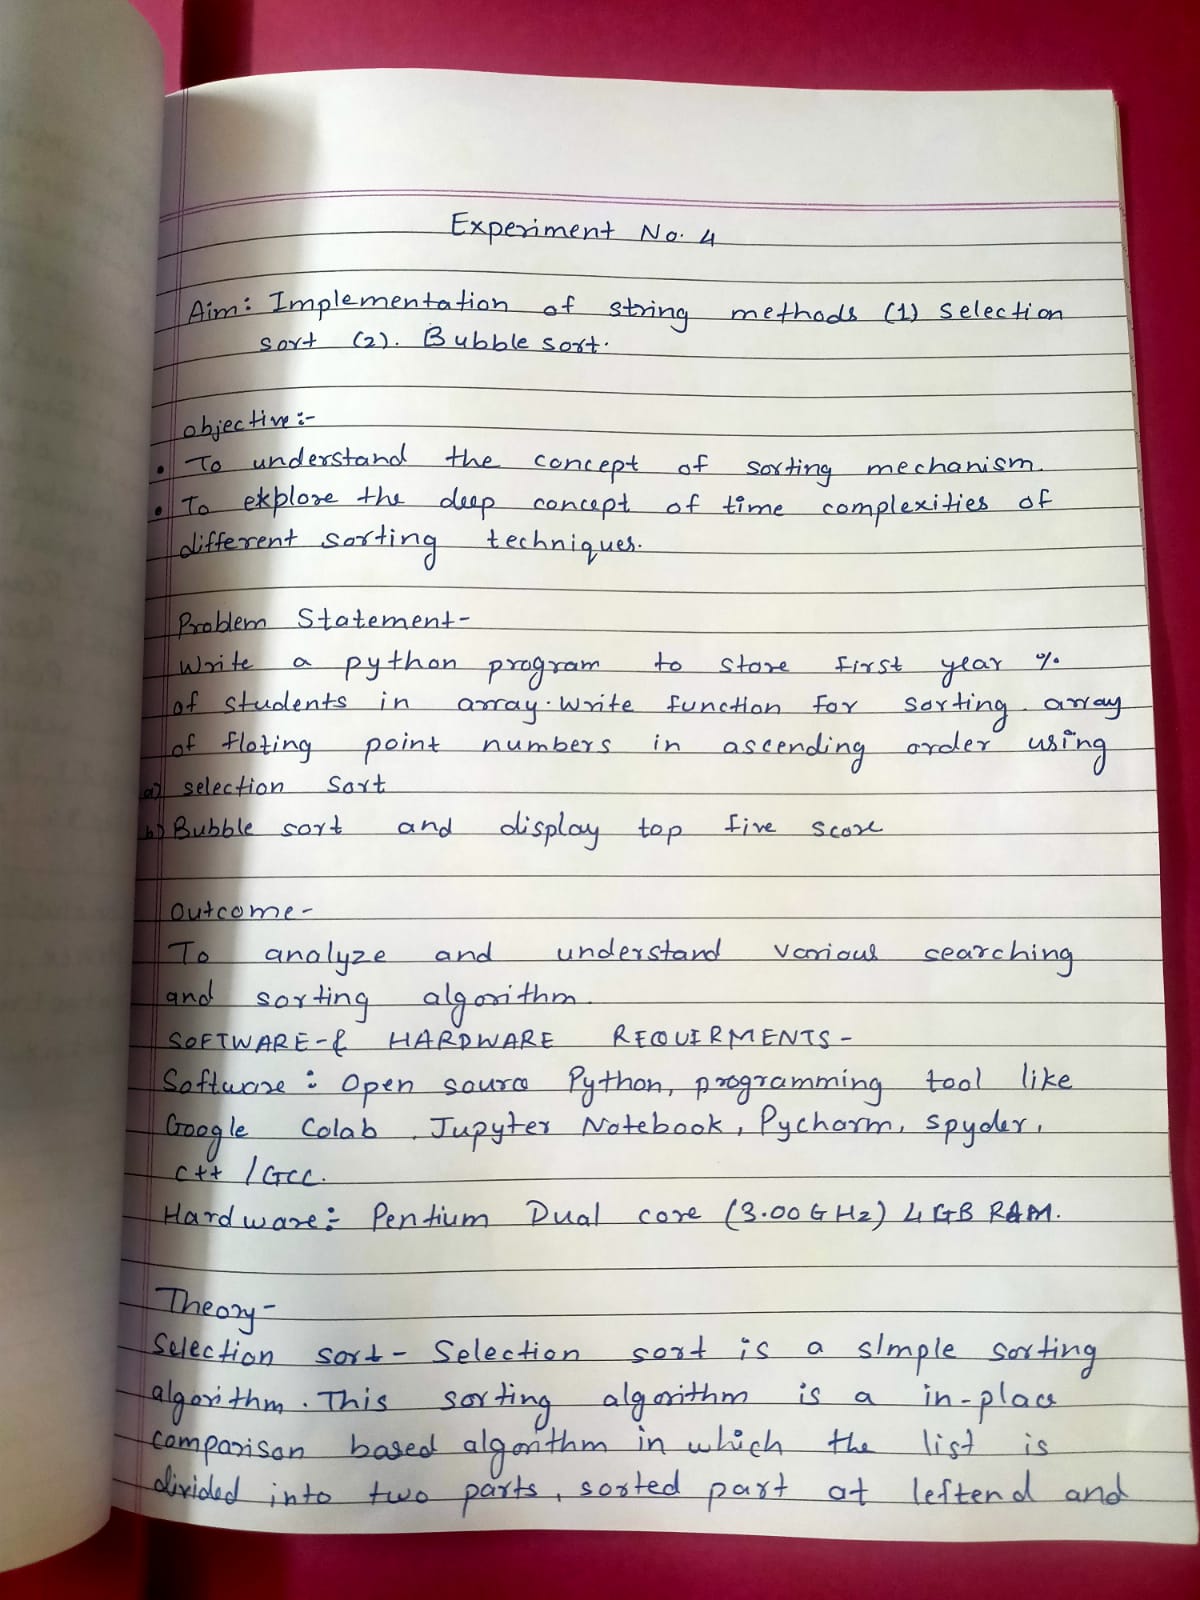 Experiment No. 4
Aim: Implementation of string methods (1) Selection
sort (2). Bubble sort.
objective:-
• To understand the concept of sorting mechanism.
• To explore the deep concept of time complexities of
different sorting techniques.
Problem Statement-
Write a python program to store first year %
of students in array. Write function for sorting array
of floting point numbers in ascending order using
a) selection Sort
b) Bubble sort and display top five score
Outcome-
To analyze and understand various searching
and sorting algorithm.
SOFTWARE-& HARDWARE REQUIRMENTS-
Software: Open source Python, programming tool like
Google Colab, Jupyter Notebook, Pycharm, spyder,
C++ / GCC.
Hardware: Pentium Dual core (3.00 GHz) 4 GB RAM.
Theory-
Selection sort- Selection sort is a simple sorting
algorithm. This sorting algorithm is a in-place
comparison based algorithm in which the list is
divided into two parts, sorted part at leftend and